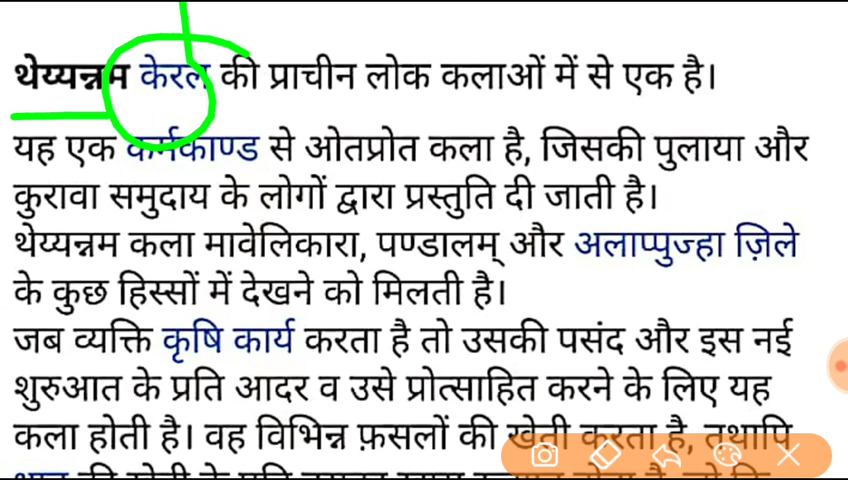 थेय्यन्नम केरल की प्राचीन लोक कलाओं में से एक है।
यह एक कर्मकाण्ड से ओतप्रोत कला है, जिसकी पुलाया और
कुरावा समुदाय के लोगों द्वारा प्रस्तुति दी जाती है।
थेय्यन्नम कला मावेलिकारा, पण्डालम् और अलाप्पुज्हा ज़िले
के कुछ हिस्सों में देखने को मिलती है।
जब व्यक्ति कृषि कार्य करता है तो उसकी पसंद और इस नई
शुरुआत के प्रति आदर व उसे प्रोत्साहित करने के लिए यह
कला होती है। वह विभिन्न फ़सलों की खेती करता है, तथापि